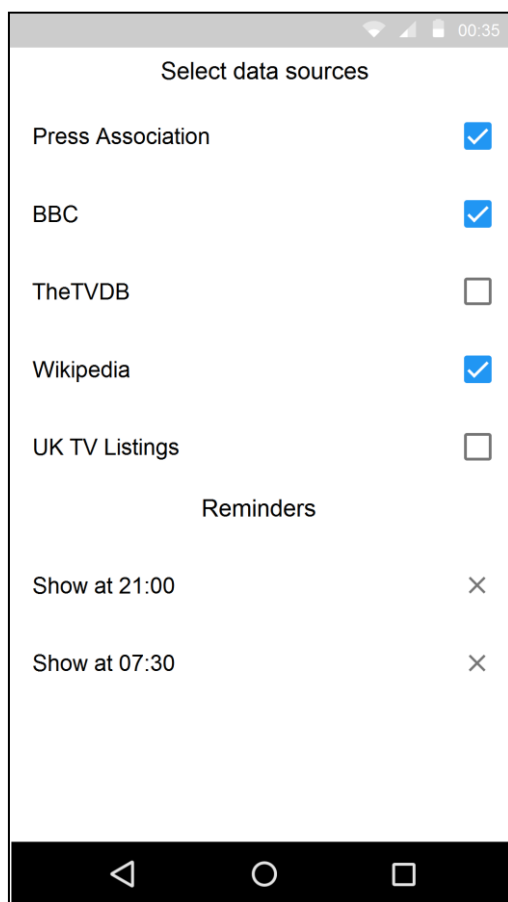 00:35
Select data sources
Press Association
BBC
TheTVDB
Wikipedia
UK TV Listings
Reminders
Show at 21:00
Show at 07:30